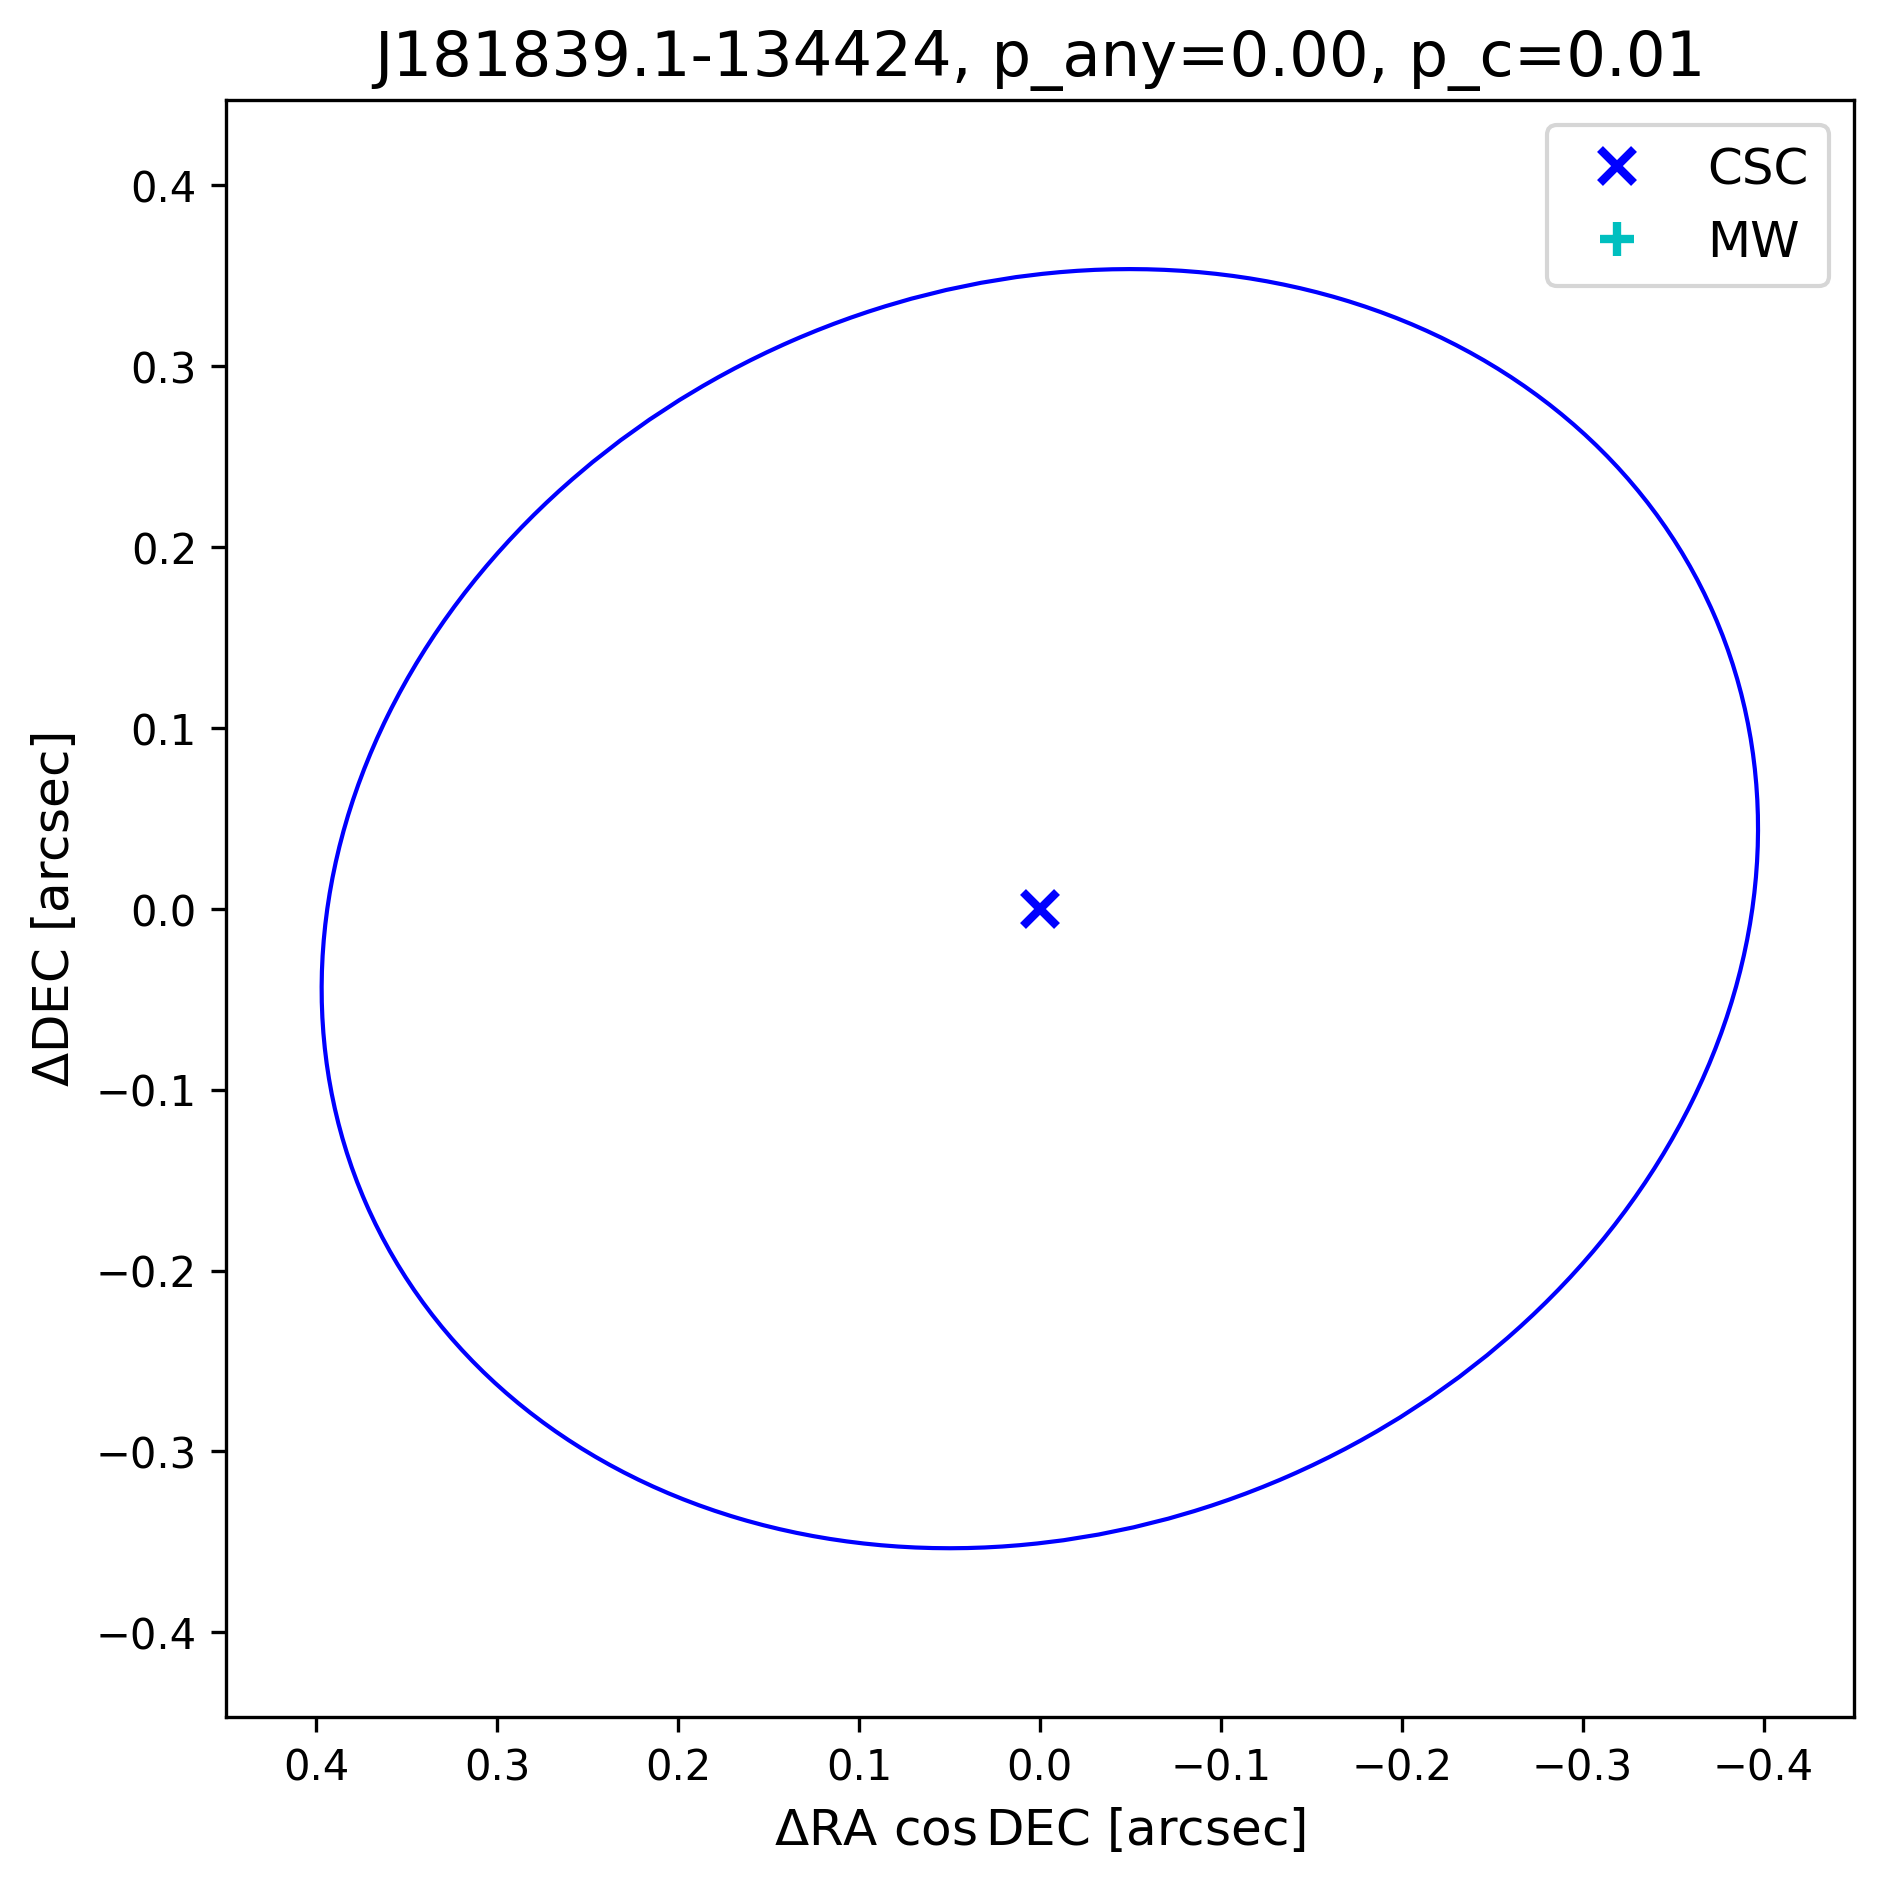 J181839.1-134424, p_any=0.00, p_c=0.01
CSC
MW
0.4
0.3
0.2
0.1
0.0
−0.1
−0.2
−0.3
−0.4
ΔDEC [arcsec]
0.4 0.3 0.2 0.1 0.0 −0.1 −0.2 −0.3 −0.4
ΔRA cos DEC [arcsec]